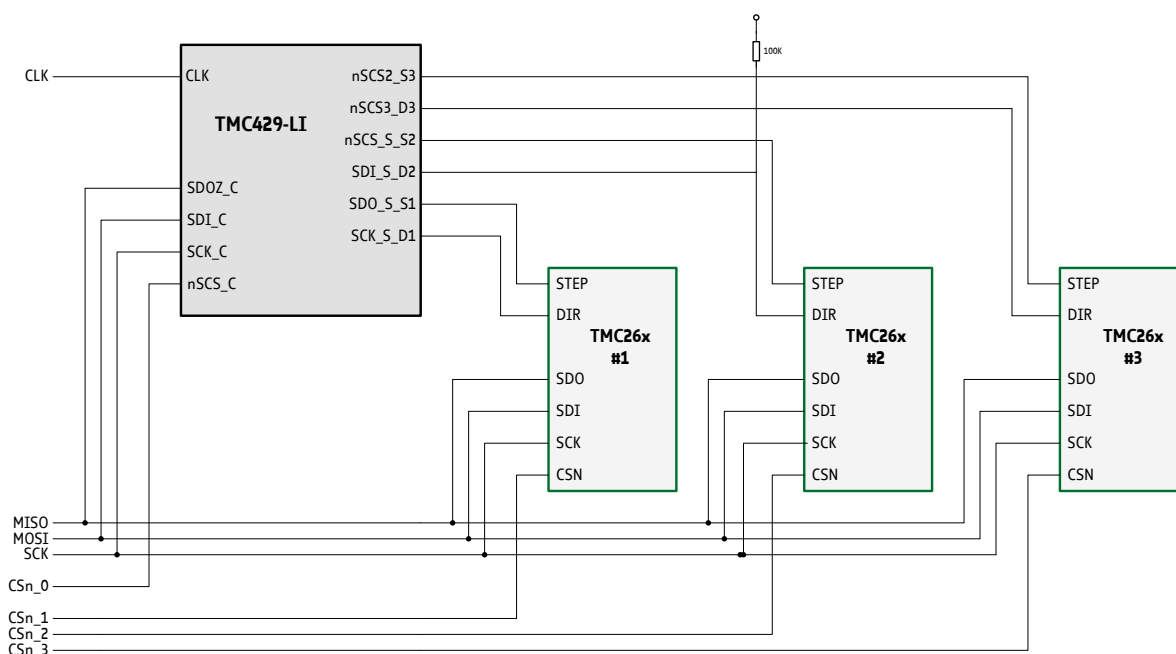 100K
CLK
CLK
nSCS2_S3
nSCS3_D3
TMC429-LI
nSCS_S_S2
SDI_S_D2
SDOZ_C
SDO_S_S1
SDI_C
SCK_S_D1
SCK_C
nSCS_C
STEP
DIR
TMC26x
#1
SDO
SDI
SCK
CSN
STEP
DIR
TMC26x
#2
SDO
SDI
SCK
CSN
STEP
DIR
TMC26x
#3
SDO
SDI
SCK
CSN
MISO
MOSI
SCK
CSn_0
CSn_1
CSn_2
CSn_3